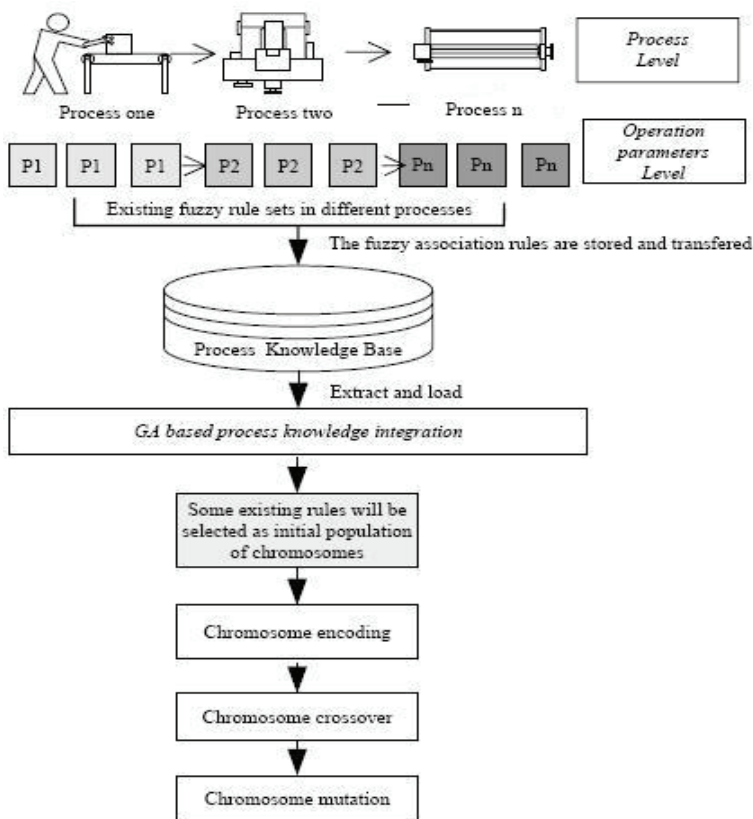 Process
Level
Process one
Process two
Process n
Operation
parameters
Level
P1 P1 P1 P2 P2 P2 Pn Pn Pn
Existing fuzzy rule sets in different processes
The fuzzy association rules are stored and transfered
Process Knowledge Base
Extract and load
GA based process knowledge integration
Some existing rules will be
selected as initial population
of chromosomes
Chromosome encoding
Chromosome crossover
Chromosome mutation